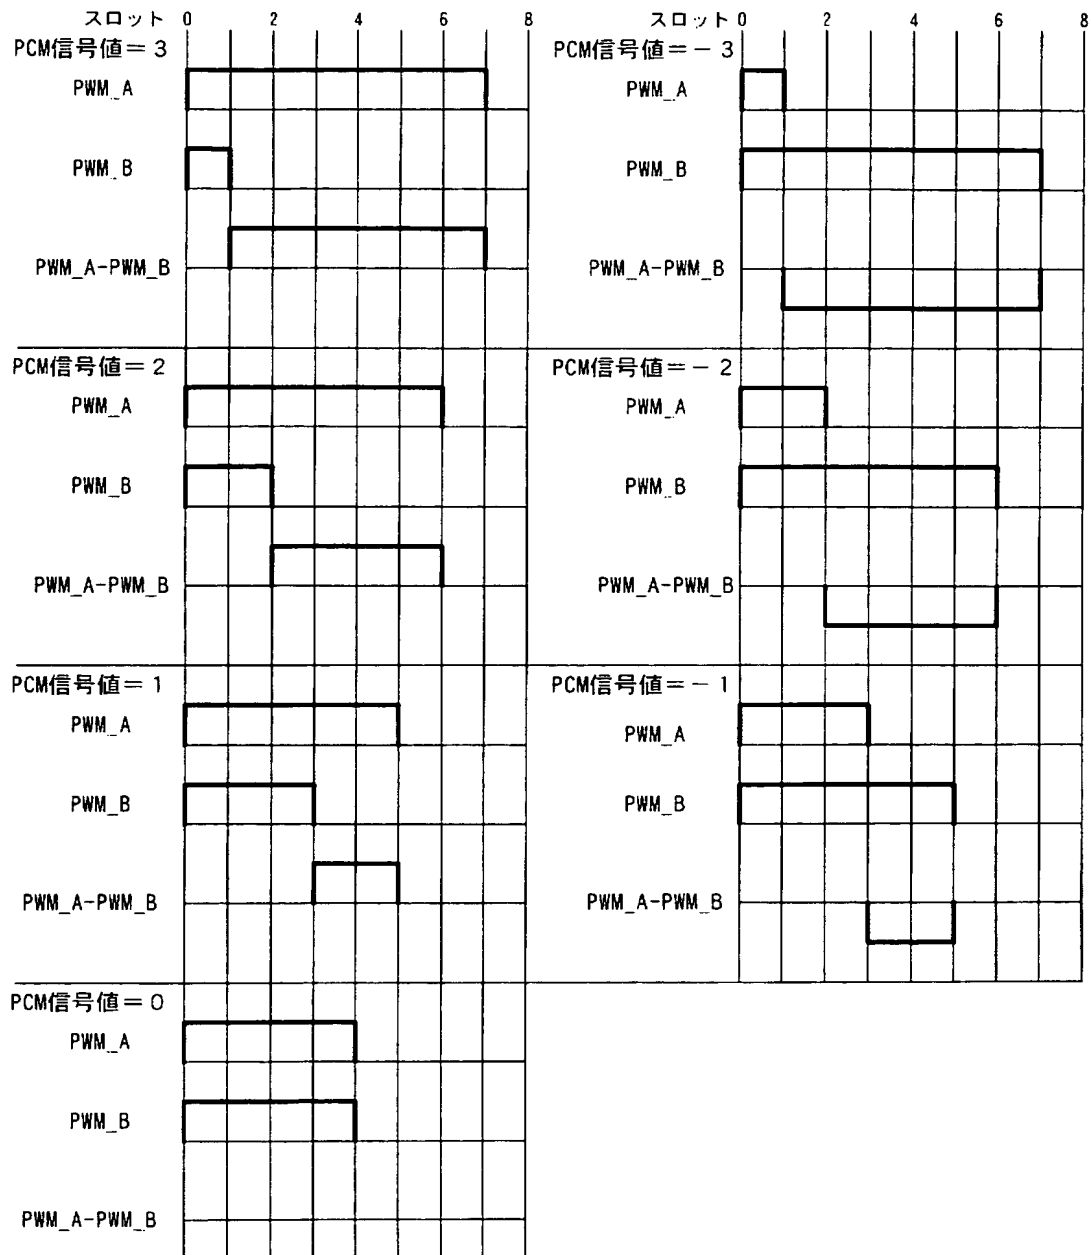 スロット 0 2 4 6 8
PCM信号値＝3
PWM_A
PWM_B
PWM_A-PWM_B
PCM信号値＝2
PWM_A
PWM_B
PWM_A-PWM_B
PCM信号値＝1
PWM_A
PWM_B
PWM_A-PWM_B
PCM信号値＝0
PWM_A
PWM_B
PWM_A-PWM_B
スロット 0 2 4 6 8
PCM信号値＝－3
PWM_A
PWM_B
PWM_A-PWM_B
PCM信号値＝－2
PWM_A
PWM_B
PWM_A-PWM_B
PCM信号値＝－1
PWM_A
PWM_B
PWM_A-PWM_B